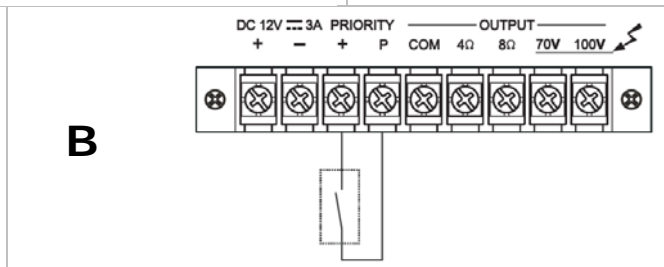 DC 12V ⎓ 3A PRIORITY OUTPUT
+ − + P COM 4Ω 8Ω 70V 100V
B